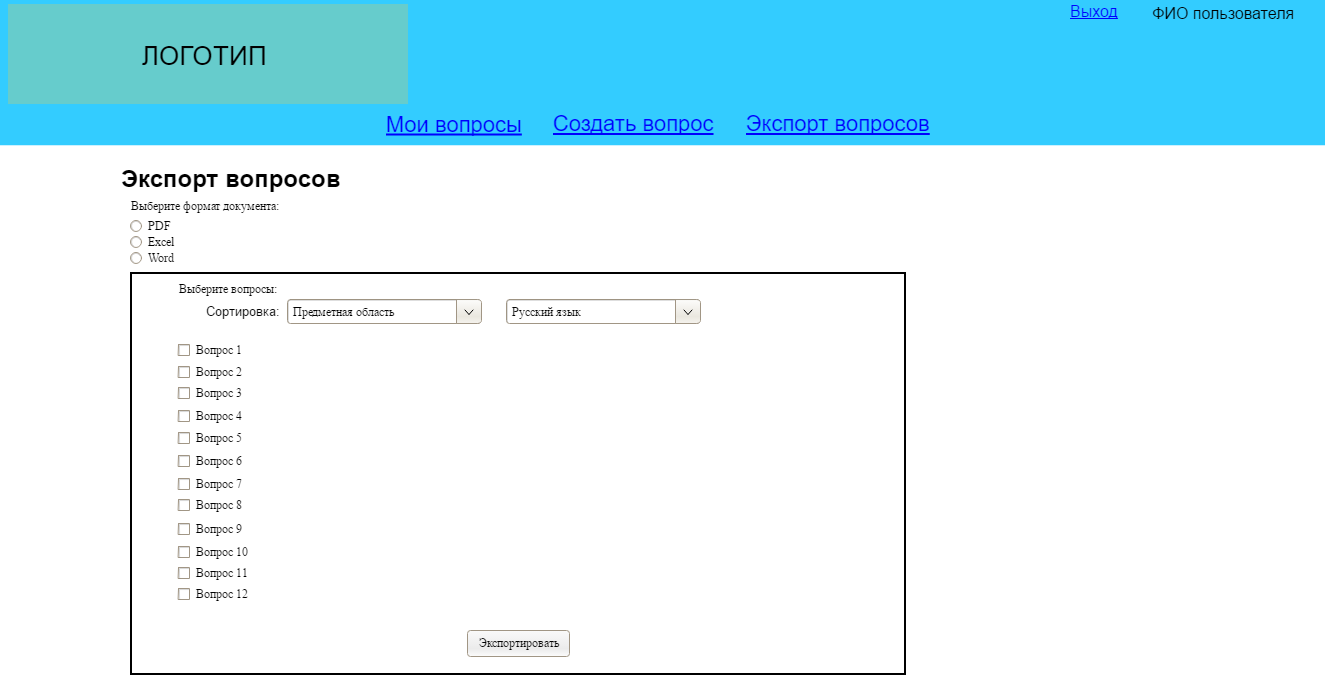 Выход ФИО пользователя
ЛОГОТИП
Мои вопросы Создать вопрос Экспорт вопросов
Экспорт вопросов
Выберите формат документа:
PDF
Excel
Word
Выберите вопросы:
Сортировка: Предметная область Русский язык
Вопрос 1
Вопрос 2
Вопрос 3
Вопрос 4
Вопрос 5
Вопрос 6
Вопрос 7
Вопрос 8
Вопрос 9
Вопрос 10
Вопрос 11
Вопрос 12
Экспортировать